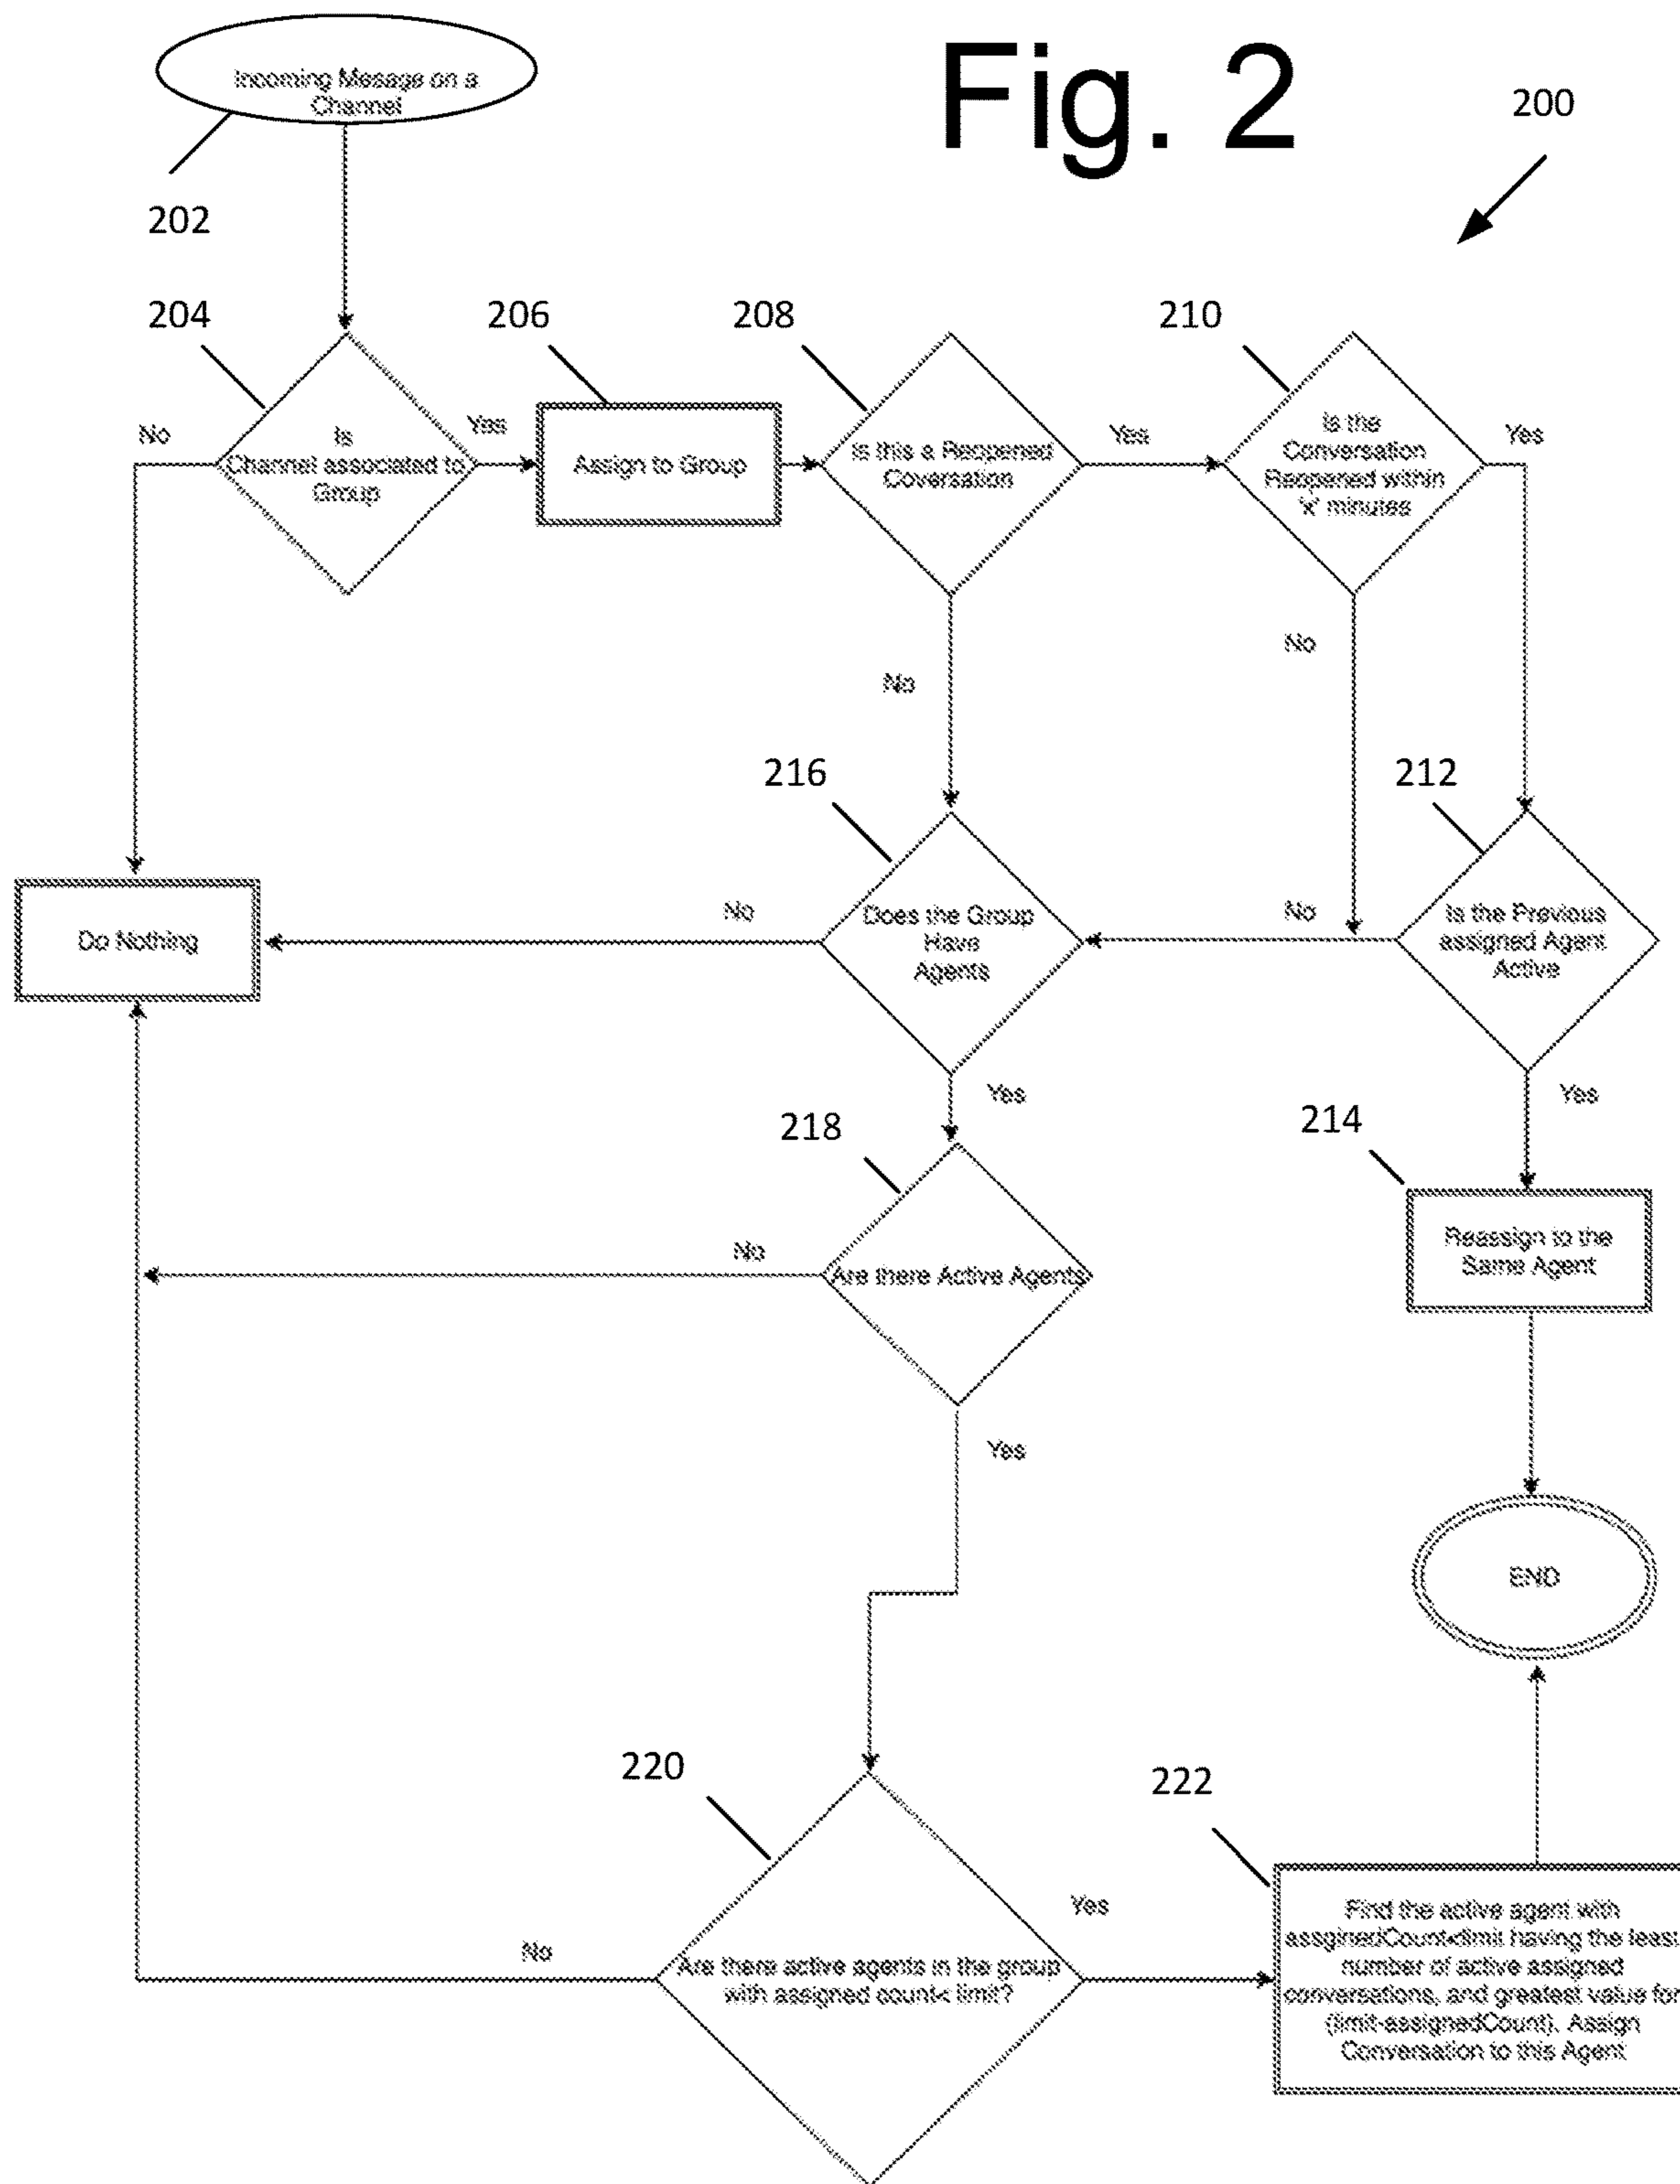 Fig. 2
200
Incoming Mesage on a
Channel
202
204
206
208
210
No
Is
Channel associated to
Group
Yes
Assign to Group
Is this a Reopened
Coversation
Yes
Is the
Conversation
Reopened within
'x' minutes
Yes
No
No
216
212
Do Nothing
No
Does the Group
Have
Agents
No
Is the Previous
assigned Agent
Active
Yes
Yes
218
214
No
Are there Active Agents
Reassign to the
Same Agent
Yes
END
220
222
No
Are there active agents in the group
with assigned count< limit?
Yes
Find the active agent with
assginedCount<limit having the least
number of active assigned
conversations, and greatest value for
(limit-assignedCount). Assign
Conversation to this Agent